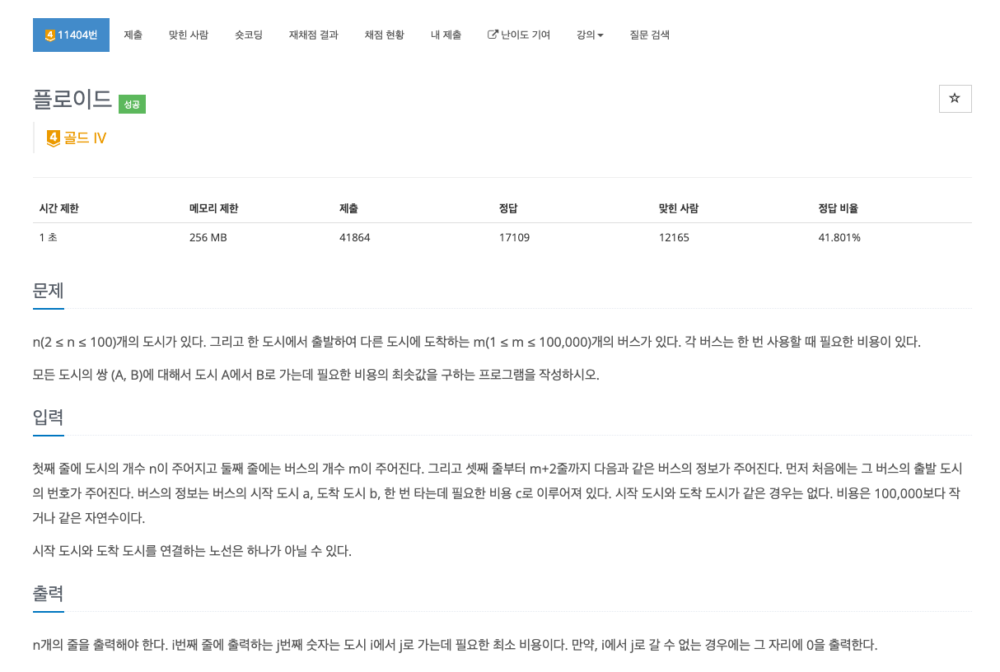 4 11404번 제출 맞힌 사람 숏코딩 재채점 결과 채점 현황 내 제출 난이도 기여 강의 질문 검색
플로이드 성공
4 골드 IV
시간 제한 메모리 제한 제출 정답 맞힌 사람 정답 비율
1 초 256 MB 41864 17109 12165 41.801%
문제
n(2 ≤ n ≤ 100)개의 도시가 있다. 그리고 한 도시에서 출발하여 다른 도시에 도착하는 m(1 ≤ m ≤ 100,000)개의 버스가 있다. 각 버스는 한 번 사용할 때 필요한 비용이 있다.
모든 도시의 쌍 (A, B)에 대해서 도시 A에서 B로 가는데 필요한 비용의 최솟값을 구하는 프로그램을 작성하시오.
입력
첫째 줄에 도시의 개수 n이 주어지고 둘째 줄에는 버스의 개수 m이 주어진다. 그리고 셋째 줄부터 m+2줄까지 다음과 같은 버스의 정보가 주어진다. 먼저 처음에는 그 버스의 출발 도시
의 번호가 주어진다. 버스의 정보는 버스의 시작 도시 a, 도착 도시 b, 한 번 타는데 필요한 비용 c로 이루어져 있다. 시작 도시와 도착 도시가 같은 경우는 없다. 비용은 100,000보다 작
거나 같은 자연수이다.
시작 도시와 도착 도시를 연결하는 노선은 하나가 아닐 수 있다.
출력
n개의 줄을 출력해야 한다. i번째 줄에 출력하는 j번째 숫자는 도시 i에서 j로 가는데 필요한 최소 비용이다. 만약, i에서 j로 갈 수 없는 경우에는 그 자리에 0을 출력한다.